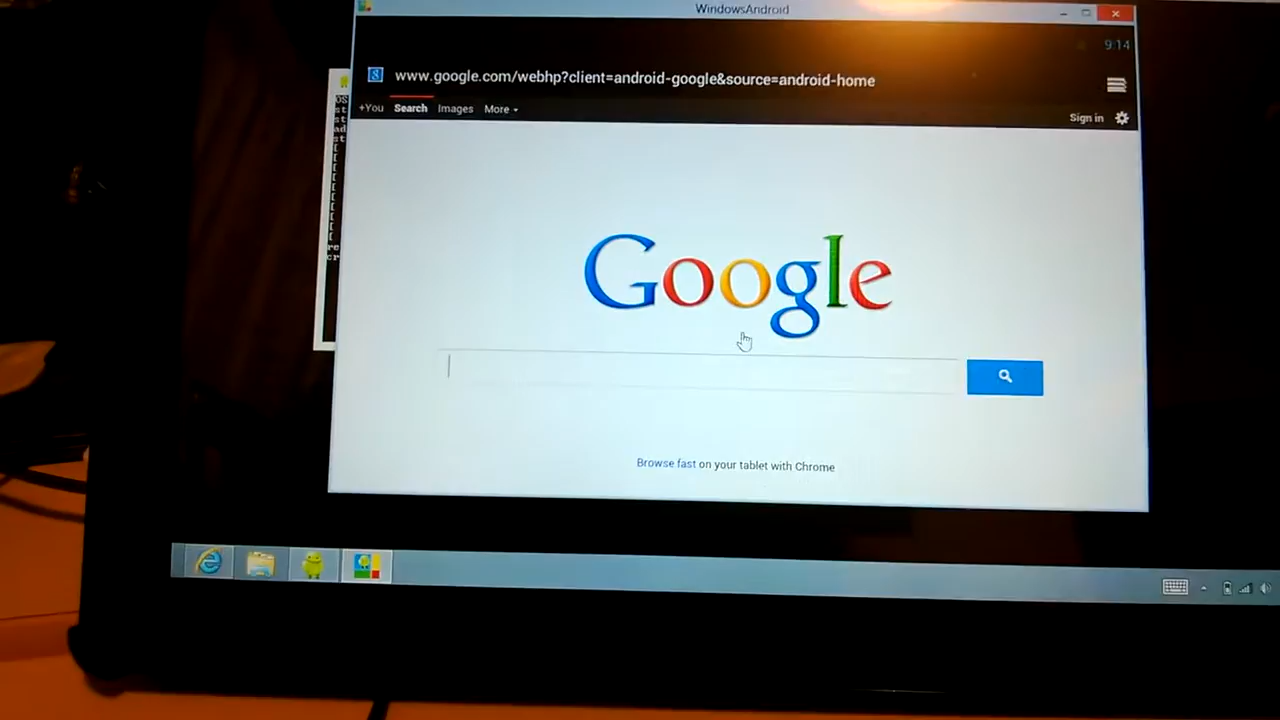 WindowsAndroid
9:14
www.google.com/webhp?client=android-google&source=android-home
+You Search Images More
Sign in
Google
Browse fast on your tablet with Chrome